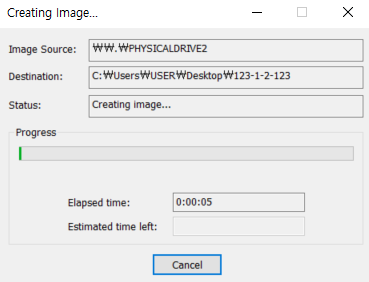 Creating Image...
Image Source: ₩₩.₩PHYSICALDRIVE2
Destination: C:₩Users₩USER₩Desktop₩123-1-2-123
Status: Creating image...
Progress
Elapsed time: 0:00:05
Estimated time left:
Cancel